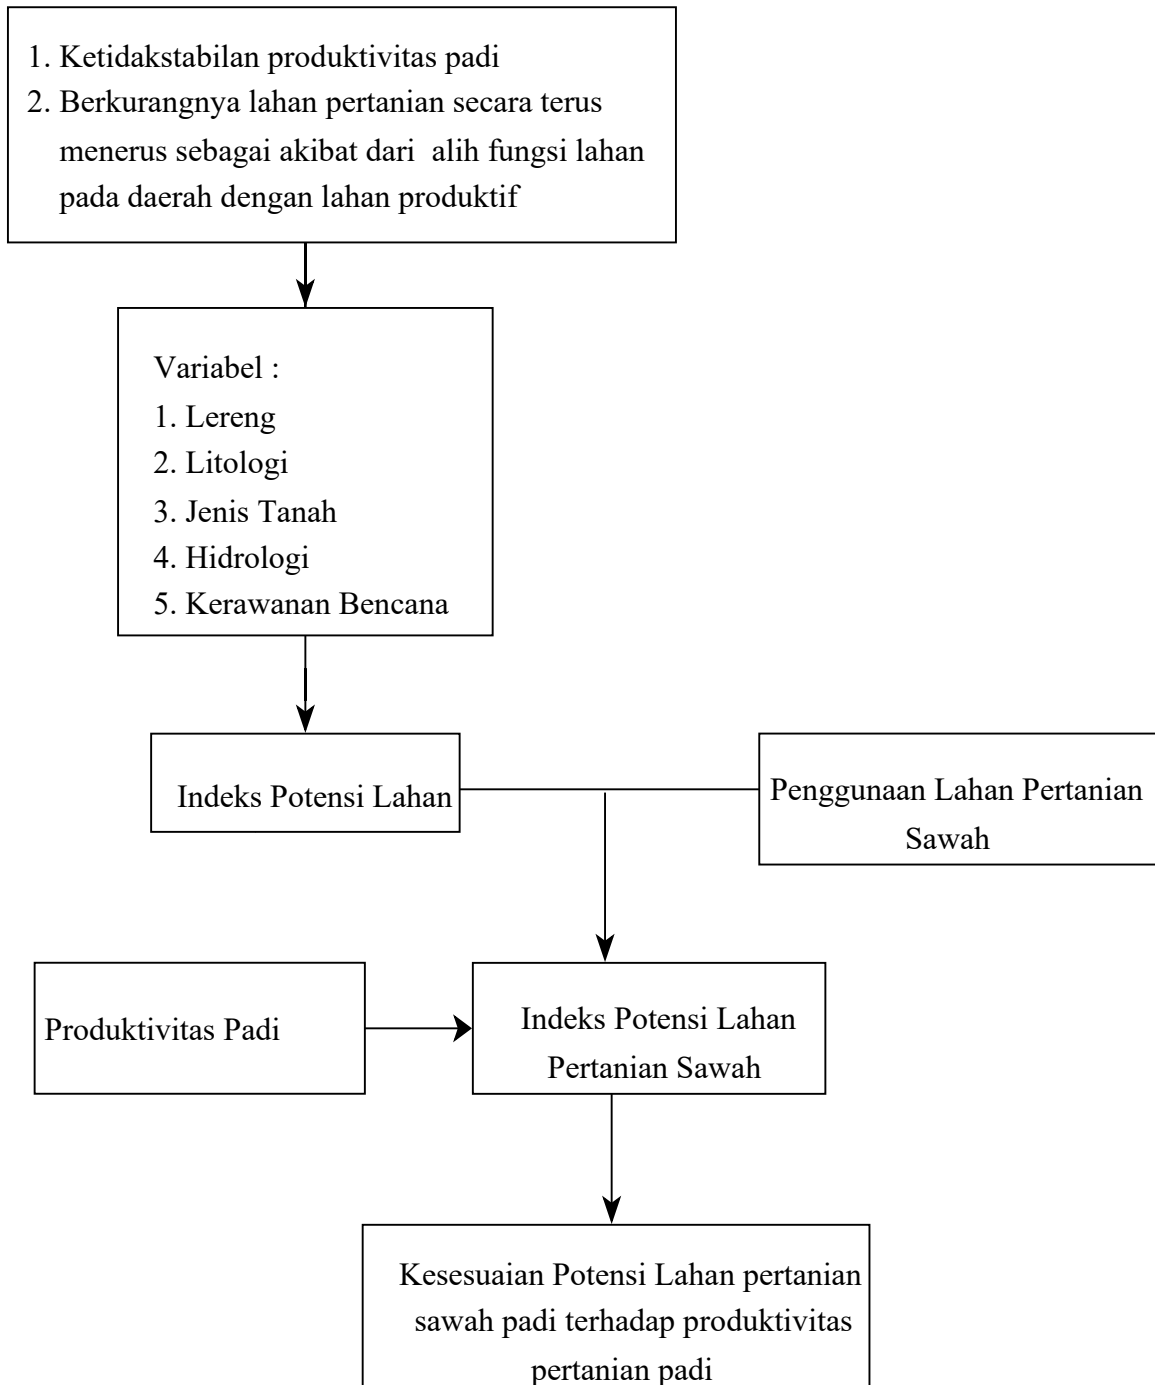 1. Ketidakstabilan produktivitas padi
2. Berkurangnya lahan pertanian secara terus
menerus sebagai akibat dari alih fungsi lahan
pada daerah dengan lahan produktif
Variabel :
1. Lereng
2. Litologi
3. Jenis Tanah
4. Hidrologi
5. Kerawanan Bencana
Indeks Potensi Lahan
Penggunaan Lahan Pertanian
Sawah
Produktivitas Padi
Indeks Potensi Lahan
Pertanian Sawah
Kesesuaian Potensi Lahan pertanian
sawah padi terhadap produktivitas
pertanian padi